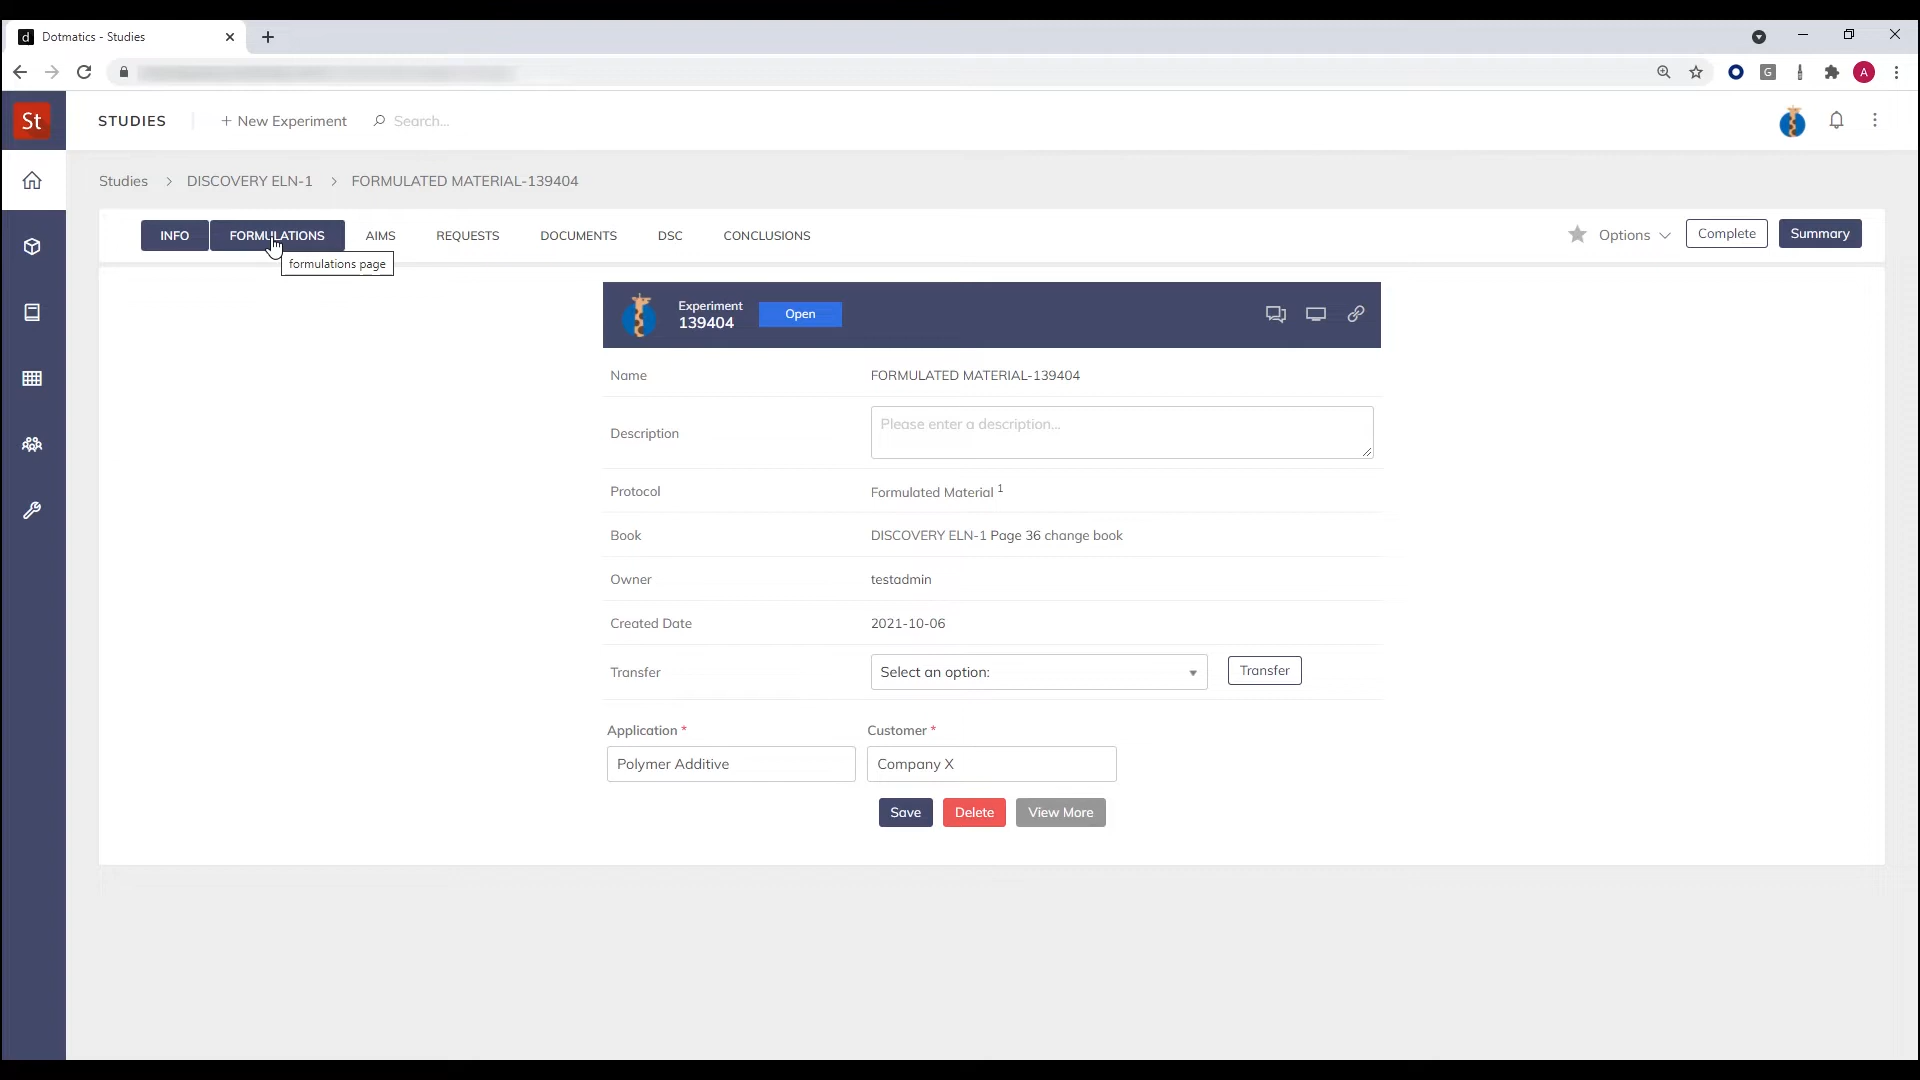 d Dotmatics - Studies
G
A
St
STUDIES
+ New Experiment
Search...
Studies > DISCOVERY ELN-1 > FORMULATED MATERIAL-139404
INFO FORMULATIONS AIMS REQUESTS DOCUMENTS DSC CONCLUSIONS
Options Complete Summary
formulations page
Experiment
139404
Open
Name FORMULATED MATERIAL-139404
Description Please enter a description...
Protocol Formulated Material 1
Book DISCOVERY ELN-1 Page 36 change book
Owner testadmin
Created Date 2021-10-06
Transfer Select an option: Transfer
Application * Customer *
Polymer Additive Company X
Save Delete View More